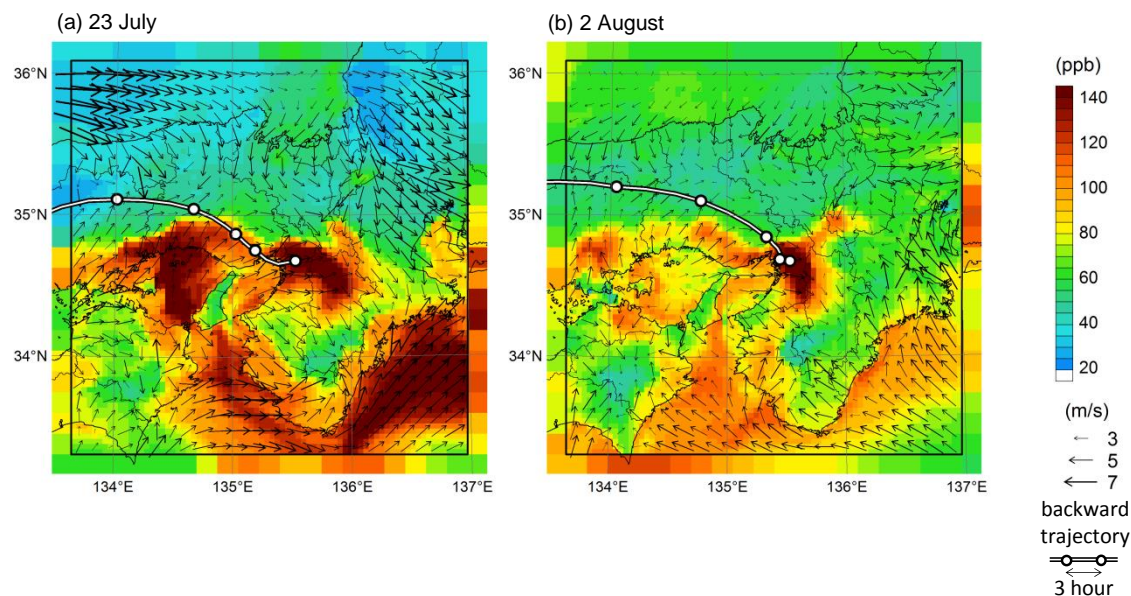 (a) 23 July
(b) 2 August
36°N
35°N
34°N
134°E
135°E
136°E
137°E
36°N
35°N
34°N
134°E
135°E
136°E
137°E
(ppb)
140
120
100
80
60
40
20
(m/s)
3
5
7
backward
trajectory
3 hour